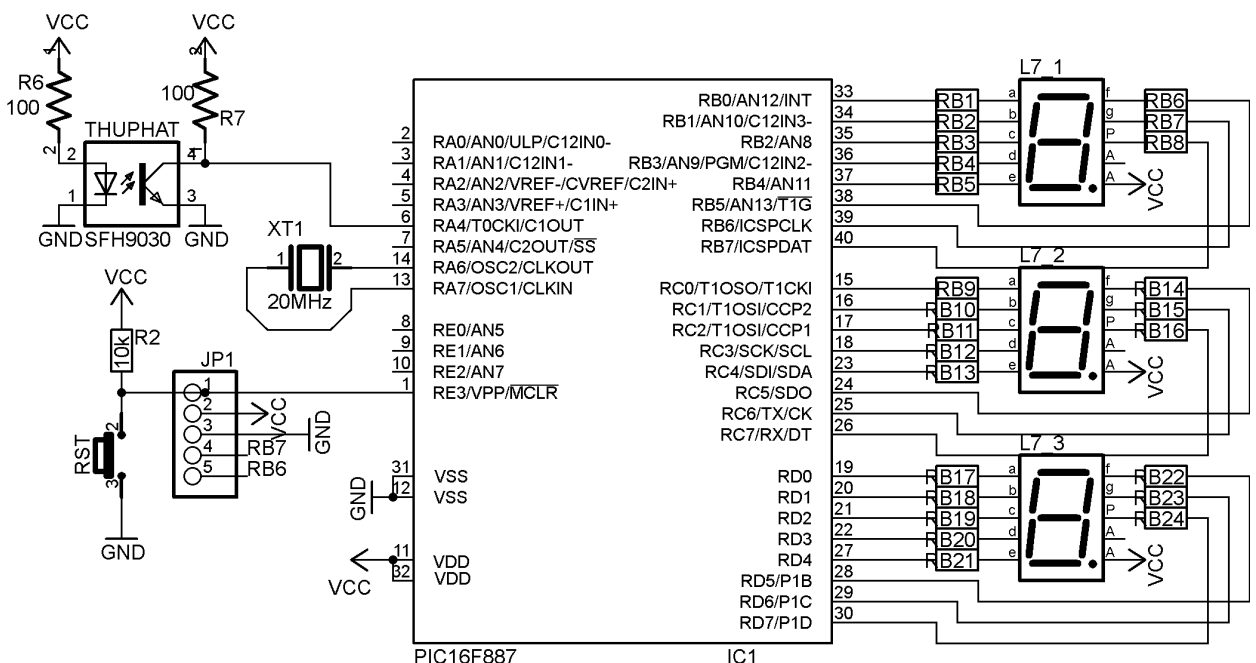 VCC
VCC
1
2
R6
100
100
R7
THUPHAT
2
1
2
4
1
3
GND
SFH9030
GND
XT1
1
2
20MHz
VCC
R2
10k
JP1
1
2
3
4
5
VCC
GND
RB7
RB6
RST
2
3
GND
2 RA0/AN0/ULP/C12IN0-
3 RA1/AN1/C12IN1-
4 RA2/AN2/VREF-/CVREF/C2IN+
5 RA3/AN3/VREF+/C1IN+
6 RA4/T0CKI/C1OUT
7 RA5/AN4/C2OUT/SS
14 RA6/OSC2/CLKOUT
13 RA7/OSC1/CLKIN
8 RE0/AN5
9 RE1/AN6
10 RE2/AN7
1 RE3/VPP/MCLR
GND
31 VSS
12 VSS
VCC
11 VDD
32 VDD
RB0/AN12/INT 33
RB1/AN10/C12IN3- 34
RB2/AN8 35
RB3/AN9/PGM/C12IN2- 36
RB4/AN11 37
RB5/AN13/T1G 38
RB6/ICSPCLK 39
RB7/ICSPDAT 40
RC0/T1OSO/T1CKI 15
RC1/T1OSI/CCP2 16
RC2/T1OSI/CCP1 17
RC3/SCK/SCL 18
RC4/SDI/SDA 23
RC5/SDO 24
RC6/TX/CK 25
RC7/RX/DT 26
RD0 19
RD1 20
RD2 21
RD3 22
RD4 27
RD5/P1B 28
RD6/P1C 29
RD7/P1D 30
PIC16F887
IC1
L7_1
RB1 a f RB6
RB2 b g RB7
RB3 c P RB8
RB4 d A
RB5 e A VCC
L7_2
RB9 a f RB14
RB10 b g RB15
RB11 c P RB16
RB12 d A
RB13 e A VCC
L7_3
RB17 a f RB22
RB18 b g RB23
RB19 c P RB24
RB20 d A
RB21 e A VCC